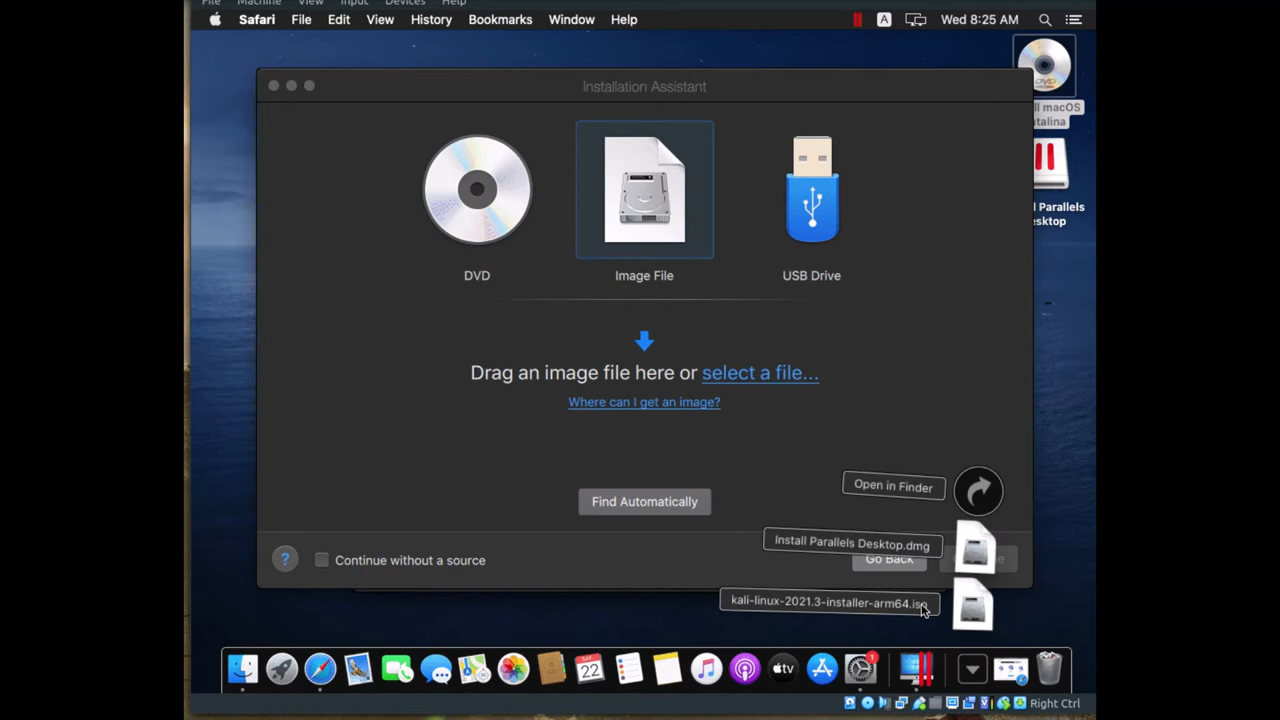 File Machine View Input Devices Help
Safari File Edit View History Bookmarks Window Help A Wed 8:25 AM
Installation Assistant
DVD
Image File
USB Drive
macOS
Desktop
Drag an image file here or select a file...
Where can I get an image?
Find Automatically
Open in Finder
Install Parallels Desktop.dmg
? Continue without a source
Go Back
kali-linux-2021.3-installer-arm64.iso
22
tv
1
Right Ctrl